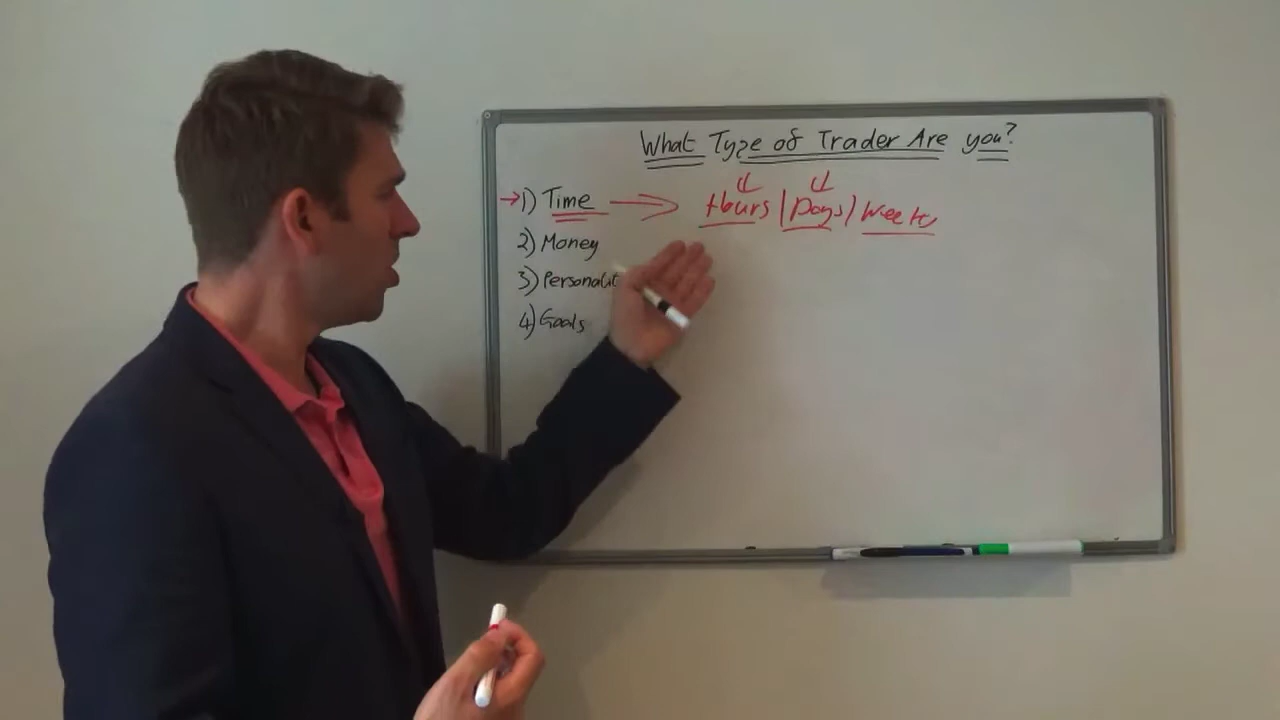 What Type of Trader Are you?
→1) Time → Hours | Days | Weeks
2) Money
3) Personalit
4) Goals